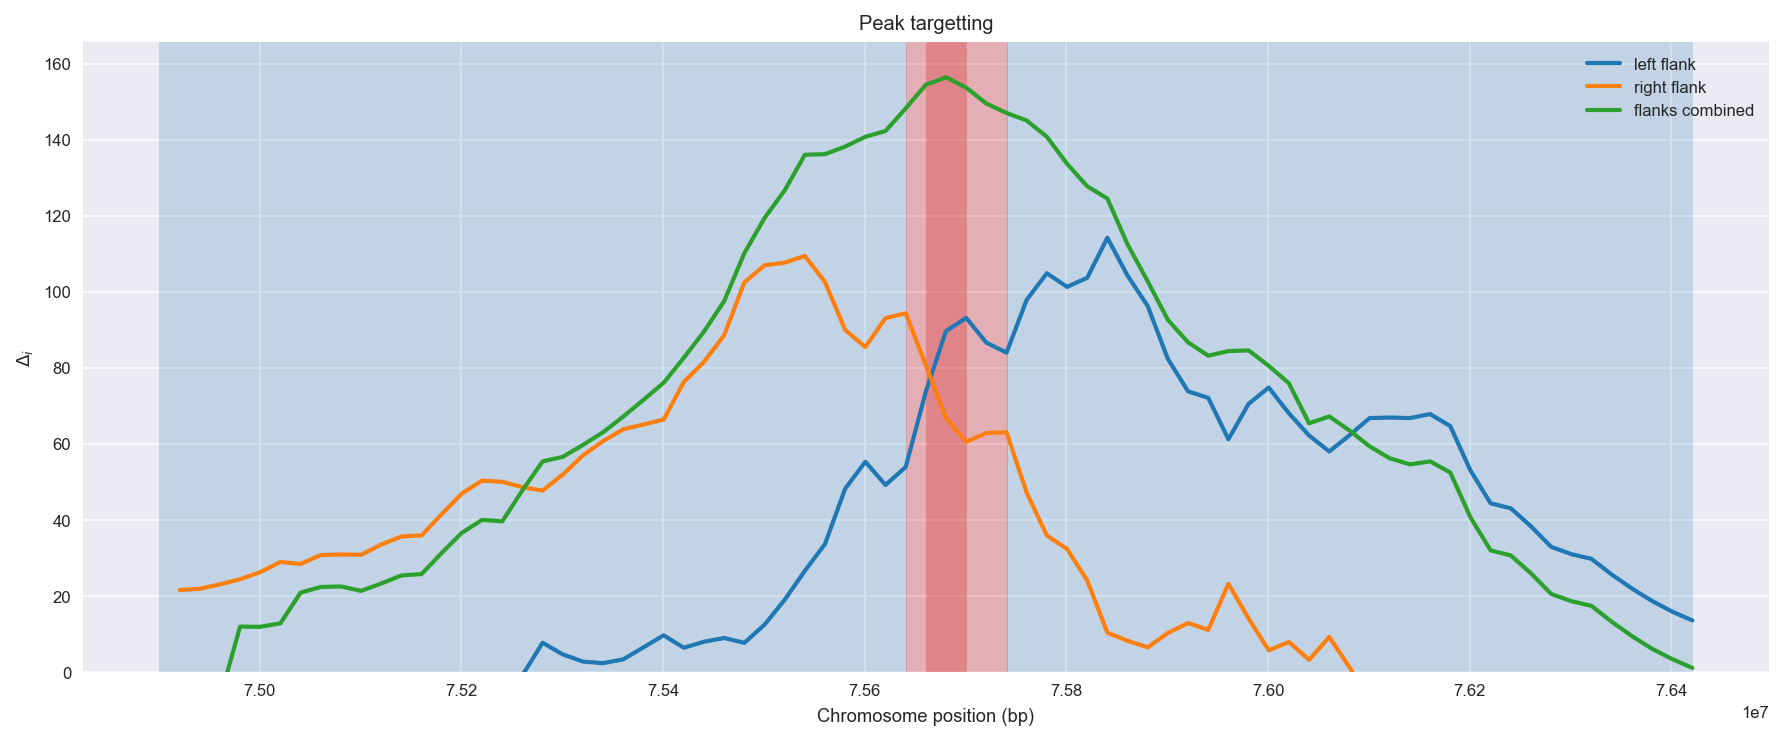 Peak targetting
160
140
120
100
80
60
40
20
0
Δi
left flank
right flank
flanks combined
7.50 7.52 7.54 7.56 7.58 7.60 7.62 7.64
1e7
Chromosome position (bp)